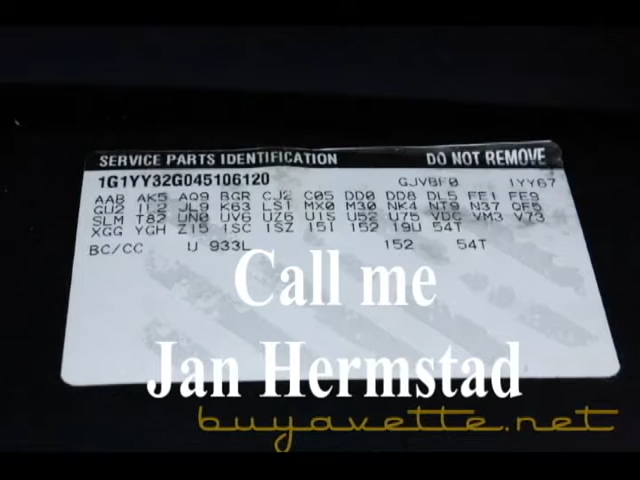 SERVICE PARTS IDENTIFICATION DO NOT REMOVE
1G1YY32G045106120 GJVBF0 1YY67
AAB AK5 AQ9 BGR CJ2 C05 DD0 DD8 DL5 FE1 FE9
GU2 IL2 JL9 K63 LS1 MX0 M30 NK4 NT9 N37 QF5
SLM T82 UN0 UV6 UZ6 U1S U52 U75 VDC VM3 V73
XGG YGH Z15 1SC 1SZ 15I 152 19U 54T
BC/CC U 933L 152 54T
Call me
Jan Hermstad
buyavette.net